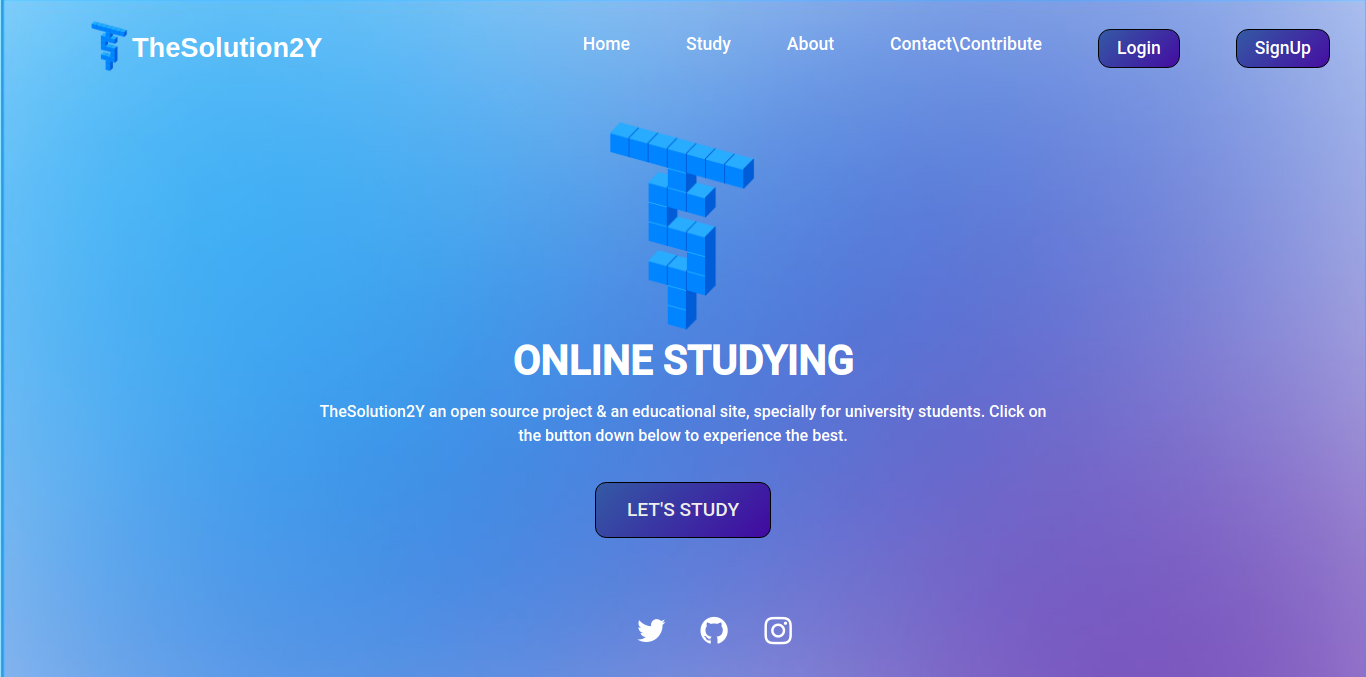 TheSolution2Y
Home
Study
About
Contact\Contribute
Login
SignUp
ONLINE STUDYING
TheSolution2Y an open source project & an educational site, specially for university students. Click on
the button down below to experience the best.
LET'S STUDY